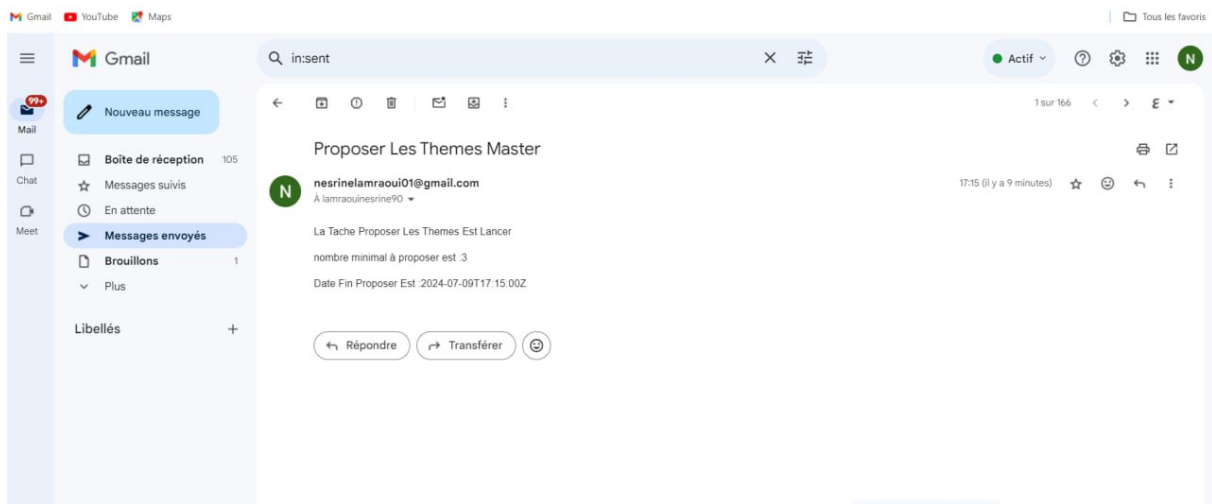 Gmail YouTube Maps Tous les favoris
Gmail in:sent Actif N
99+
Mail
Nouveau message
1 sur 166
Proposer Les Themes Master
Chat
Boîte de réception 105
Messages suivis
N nesrinelamraoui01@gmail.com 17:15 (il y a 9 minutes)
À lamraouinesrine90
Meet
En attente
Messages envoyés
Brouillons 1
Plus
La Tache Proposer Les Themes Est Lancer
nombre minimal à proposer est :3
Date Fin Proposer Est :2024-07-09T17:15:00Z
Libellés +
Répondre Transférer